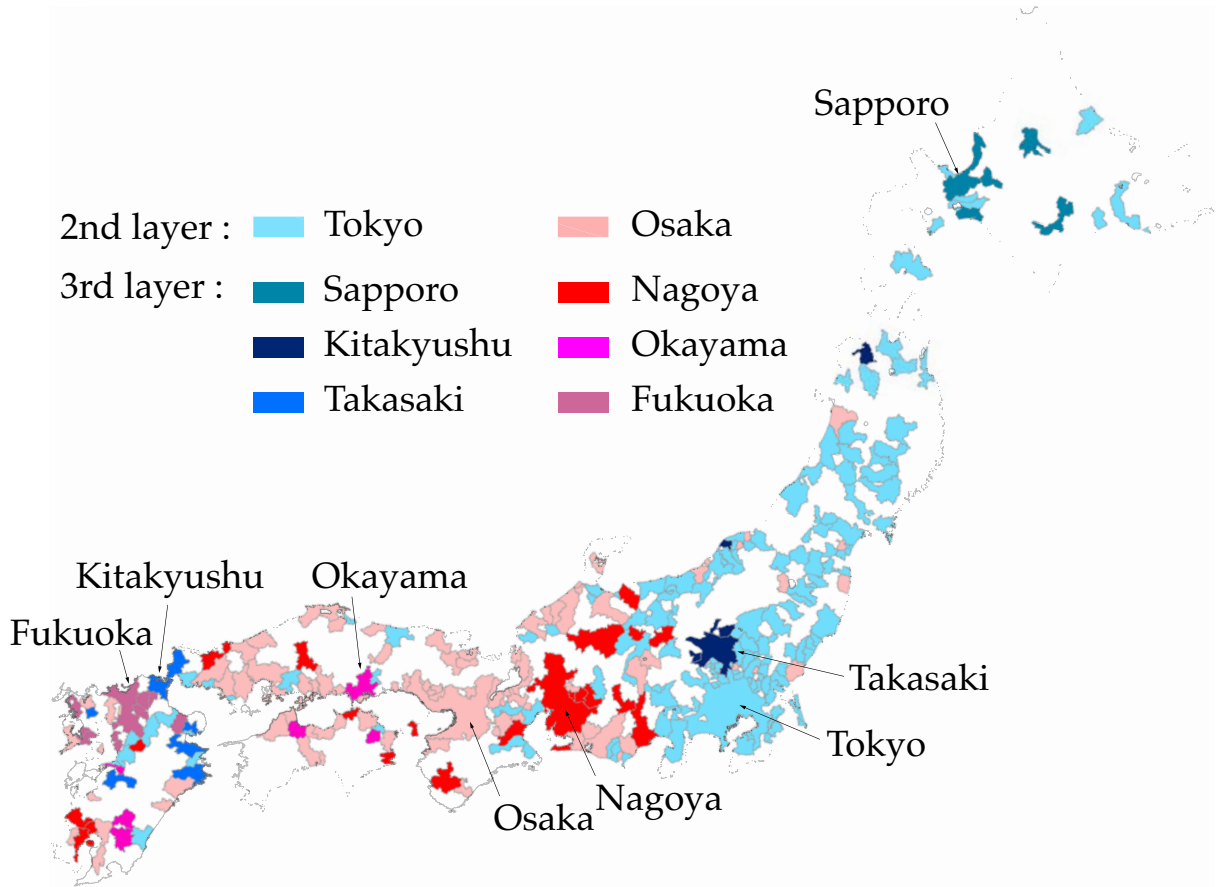 Sapporo
2nd layer : Tokyo Osaka
3rd layer : Sapporo Nagoya
Kitakyushu Okayama
Takasaki Fukuoka
Kitakyushu Okayama
Fukuoka
Takasaki
Tokyo
Nagoya
Osaka